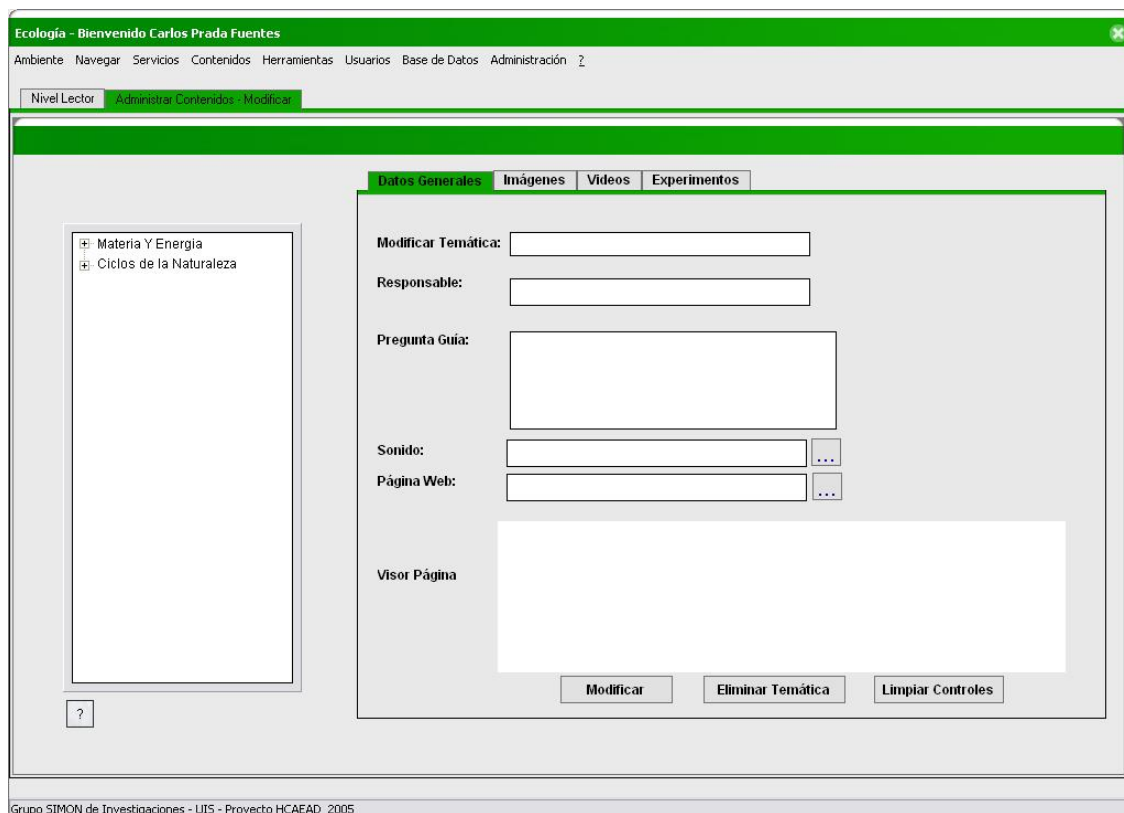 Ecología - Bienvenido Carlos Prada Fuentes
Ambiente Navegar Servicios Contenidos Herramientas Usuarios Base de Datos Administración ?
Nivel Lector Administrar Contenidos - Modificar
Datos Generales Imágenes Videos Experimentos
Materia Y Energia
Ciclos de la Naturaleza
Modificar Temática:
Responsable:
Pregunta Guía:
Sonido:
...
Página Web:
...
Visor Página
Modificar Eliminar Temática Limpiar Controles
?
Grupo SIMON de Investigaciones - UIS - Proyecto HCAEAD 2005